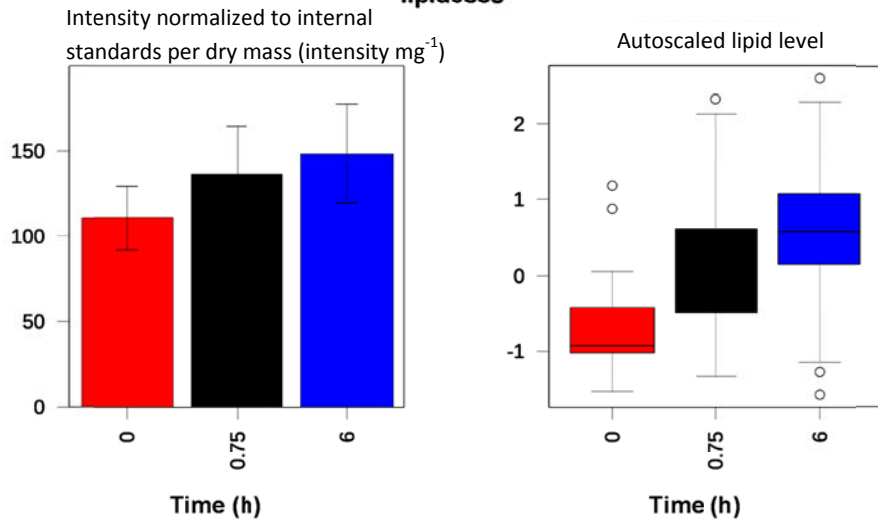 Intensity normalized to internal
standards per dry mass (intensity mg⁻¹)
150
100
50
0
0
0.75
6
Time (h)
Autoscaled lipid level
2
1
0
-1
0
0.75
6
Time (h)